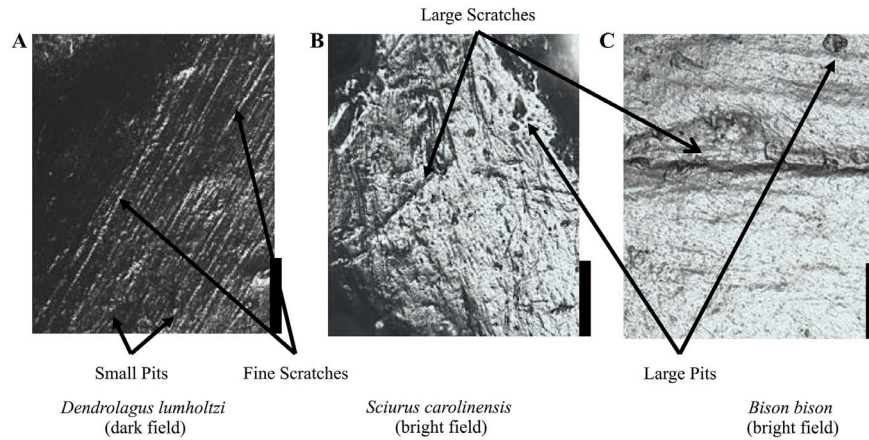 Large Scratches
A
B
C
Small Pits
Fine Scratches
Large Pits
Dendrolagus lumholtzi
(dark field)
Sciurus carolinensis
(bright field)
Bison bison
(bright field)